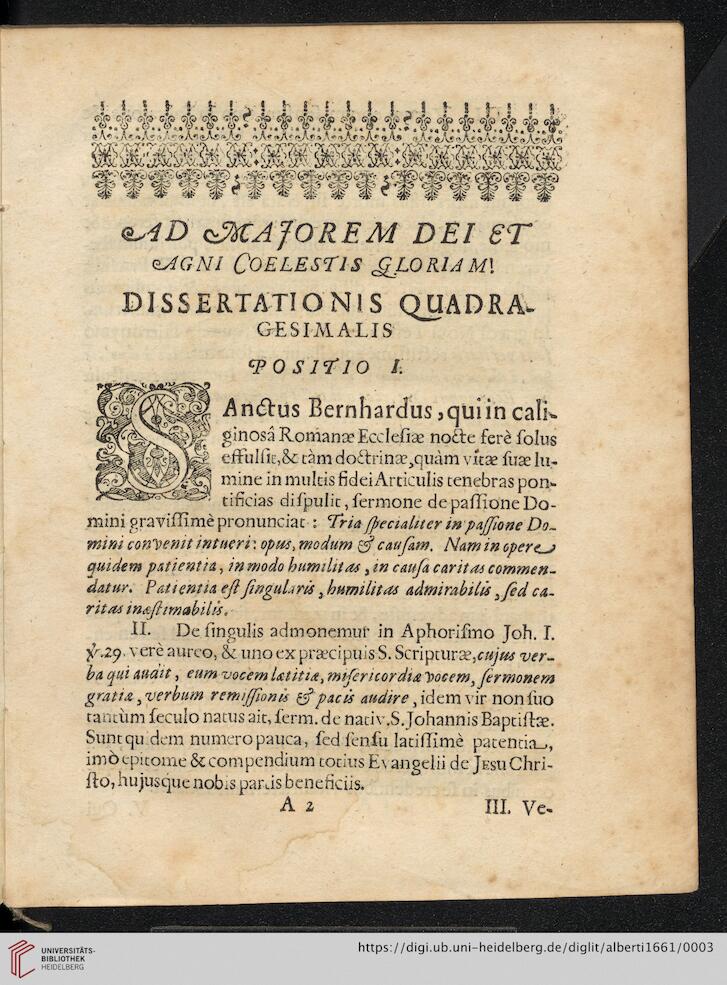 AD MAJOREM DEI ET
AGNI COELESTIS GLORIAM!
DISSERTATIONIS QUADRA-
GESIMALIS
POSITIO I.
SAnctus Bernhardus, qui in cali-
ginosâ Romanæ Ecclesiæ nocte ferè solus
effulsit, & tàm doctrinæ, quàm vitæ suæ lu-
mine in multis fidei Articulis tenebras pon-
tificias dispulit, sermone de passione Do-
mini gravissimè pronunciat: Tria specialiter in passione Do-
mini convenit intueri: opus, modum & causam. Nam in opere
quidem patientia, in modo humilitas, in causa caritas commen-
datur. Patientia est singularis, humilitas admirabilis, sed ca-
ritas inæstimabilis.
II. De singulis admonemur in Aphorismo Joh. I.
℣.29. verè aureo, & uno ex præcipuis S. Scripturæ, cujus ver-
ba qui audit, eum vocem lætitiæ, misericordiæ vocem, sermonem
gratiæ, verbum remissionis & pacis audire, idem vir non suo
tantùm seculo natus ait, serm. de nativ. S. Johannis Baptistæ.
Sunt quidem numero pauca, sed sensu latissimè patentia,
imò epitome & compendium totius Evangelii de JESU Chri-
sto, hujusque nobis partis beneficiis.
A 2 III. Ve-
UNIVERSITÄTS-
BIBLIOTHEK
HEIDELBERG
https://digi.ub.uni-heidelberg.de/diglit/alberti1661/0003